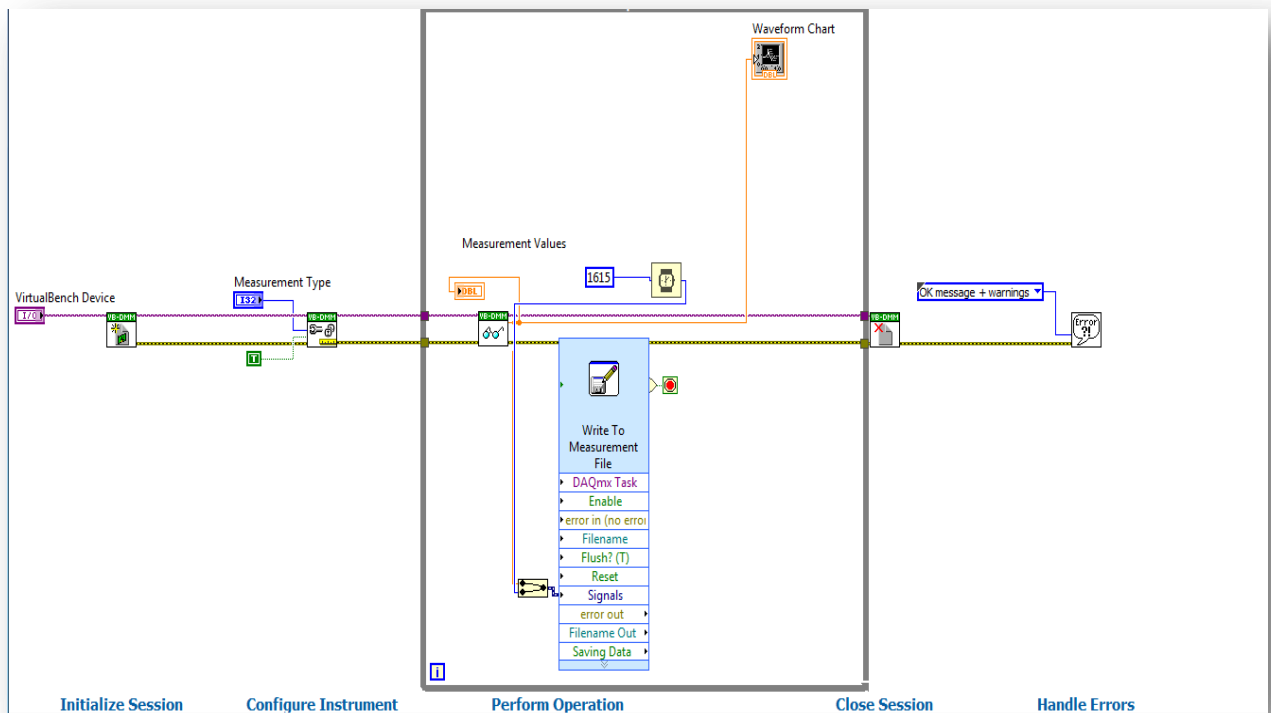 Waveform Chart
DBL
Measurement Values
DBL
1615
Measurement Type
I32
VirtualBench Device
I/O
VB-DMM
VB-DMM
VB-DMM
VB-DMM
OK message + warnings
Error
?!
T
Write To
Measurement
File
DAQmx Task
Enable
error in (no erro
Filename
Flush? (T)
Reset
Signals
error out
Filename Out
Saving Data
i
Initialize Session
Configure Instrument
Perform Operation
Close Session
Handle Errors